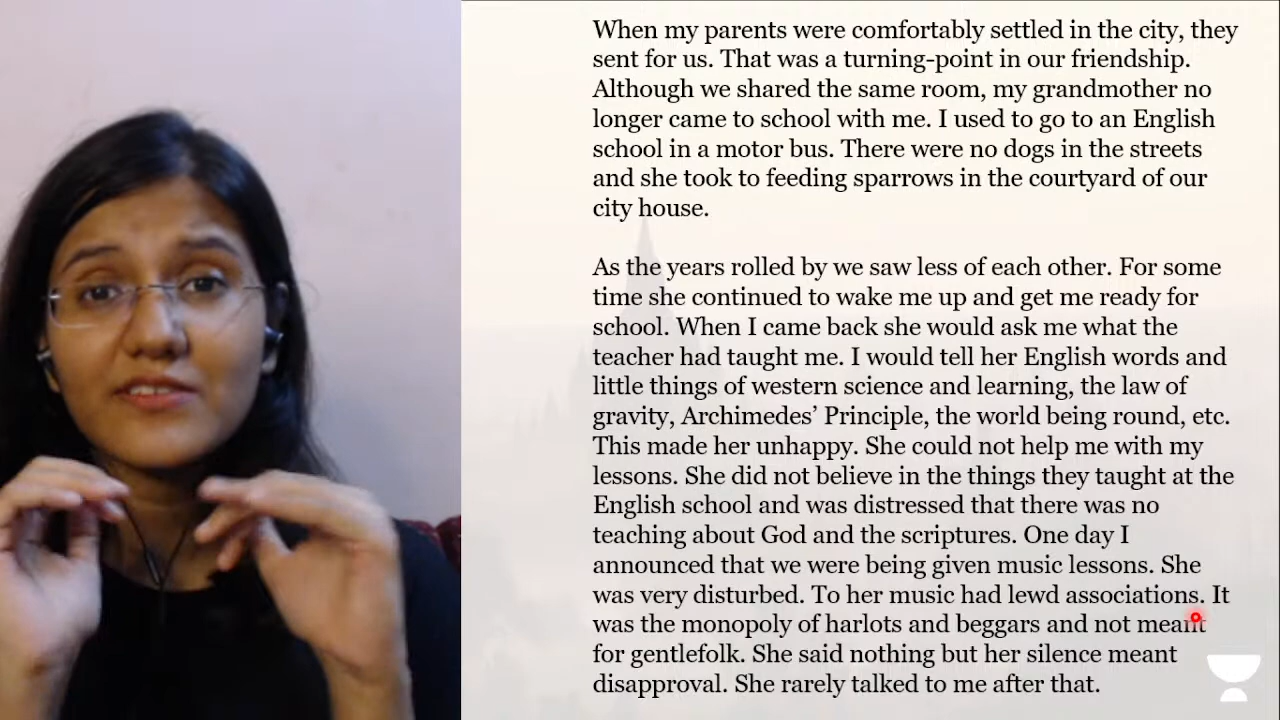 When my parents were comfortably settled in the city, they
sent for us. That was a turning-point in our friendship.
Although we shared the same room, my grandmother no
longer came to school with me. I used to go to an English
school in a motor bus. There were no dogs in the streets
and she took to feeding sparrows in the courtyard of our
city house.
As the years rolled by we saw less of each other. For some
time she continued to wake me up and get me ready for
school. When I came back she would ask me what the
teacher had taught me. I would tell her English words and
little things of western science and learning, the law of
gravity, Archimedes’ Principle, the world being round, etc.
This made her unhappy. She could not help me with my
lessons. She did not believe in the things they taught at the
English school and was distressed that there was no
teaching about God and the scriptures. One day I
announced that we were being given music lessons. She
was very disturbed. To her music had lewd associations. It
was the monopoly of harlots and beggars and not meant
for gentlefolk. She said nothing but her silence meant
disapproval. She rarely talked to me after that.